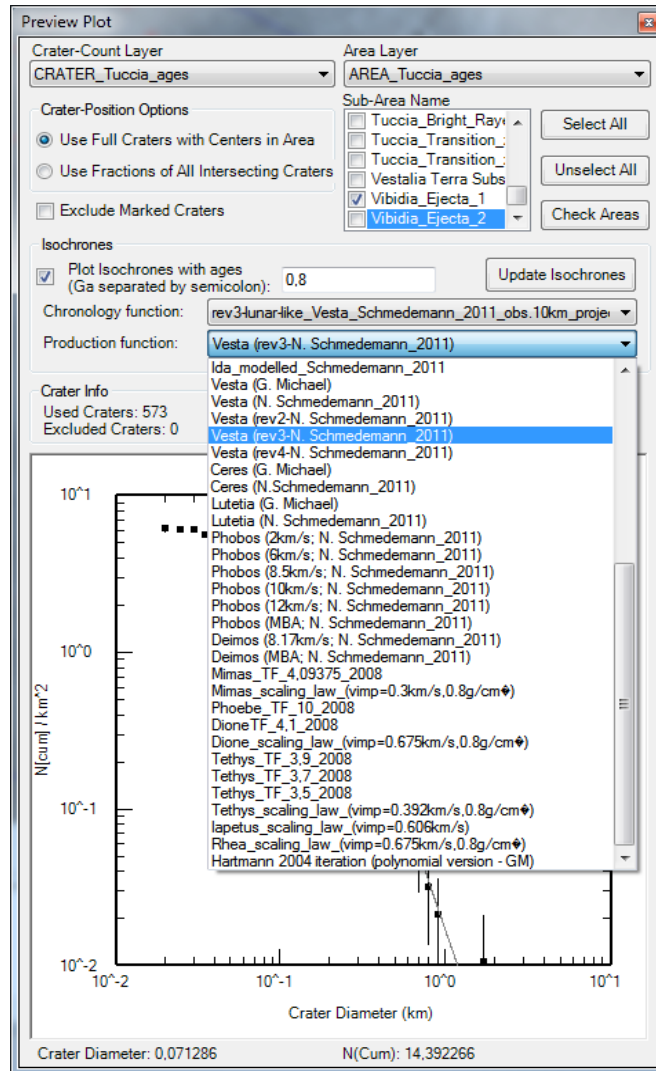 Preview Plot
Crater-Count Layer
Area Layer
CRATER_Tuccia_ages
AREA_Tuccia_ages
Crater-Position Options
Use Full Craters with Centers in Area
Use Fractions of All Intersecting Craters
Exclude Marked Craters
Sub-Area Name
Tuccia_Bright_Raye
Tuccia_Transition_
Tuccia_Transition_
Vestalia Terra Subs
Vibidia_Ejecta_1
Vibidia_Ejecta_2
Select All
Unselect All
Check Areas
Isochrones
Plot Isochrones with ages
(Ga separated by semicolon):
0,8
Update Isochrones
Chronology function:
rev3-lunar-like_Vesta_Schmedemann_2011_obs.10km_proje
Production function:
Vesta (rev3-N. Schmedemann_2011)
Crater Info
Used Craters: 573
Excluded Craters: 0
Ida_modelled_Schmedemann_2011
Vesta (G. Michael)
Vesta (N. Schmedemann_2011)
Vesta (rev2-N. Schmedemann_2011)
Vesta (rev3-N. Schmedemann_2011)
Vesta (rev4-N. Schmedemann_2011)
Ceres (G. Michael)
Ceres (N.Schmedemann_2011)
Lutetia (G. Michael)
Lutetia (N. Schmedemann_2011)
Phobos (2km/s; N. Schmedemann_2011)
Phobos (6km/s; N. Schmedemann_2011)
Phobos (8.5km/s; N. Schmedemann_2011)
Phobos (10km/s; N. Schmedemann_2011)
Phobos (12km/s; N. Schmedemann_2011)
Phobos (MBA; N. Schmedemann_2011)
Deimos (8.17km/s; N. Schmedemann_2011)
Deimos (MBA; N. Schmedemann_2011)
Mimas_TF_4,09375_2008
Mimas_scaling_law_(vimp=0.3km/s,0.8g/cm�)
Phoebe_TF_10_2008
DioneTF_4,1_2008
Dione_scaling_law_(vimp=0.675km/s,0.8g/cm�)
Tethys_TF_3,9_2008
Tethys_TF_3,7_2008
Tethys_TF_3,5_2008
Tethys_scaling_law_(vimp=0.392km/s,0.8g/cm�)
Iapetus_scaling_law_(vimp=0.606km/s)
Rhea_scaling_law_(vimp=0.675km/s,0.8g/cm�)
Hartmann 2004 iteration (polynomial version - GM)
10^1
10^0
10^-1
10^-2
N[cum] / km^2
10^-2
10^-1
10^0
10^1
Crater Diameter (km)
Crater Diameter: 0,071286
N(Cum): 14,392266